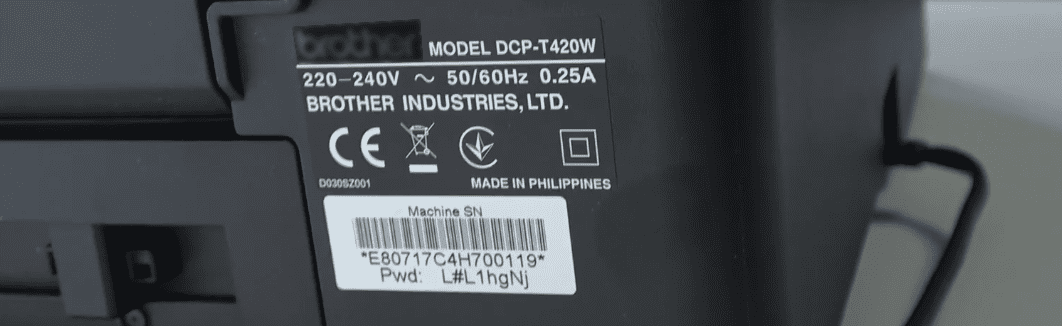 brother MODEL DCP-T420W
220-240V ~ 50/60Hz 0.25A
BROTHER INDUSTRIES, LTD.
CE
D030SZ001 MADE IN PHILIPPINES
Machine SN
*E80717C4H700119*
Pwd: L#L1hgNj